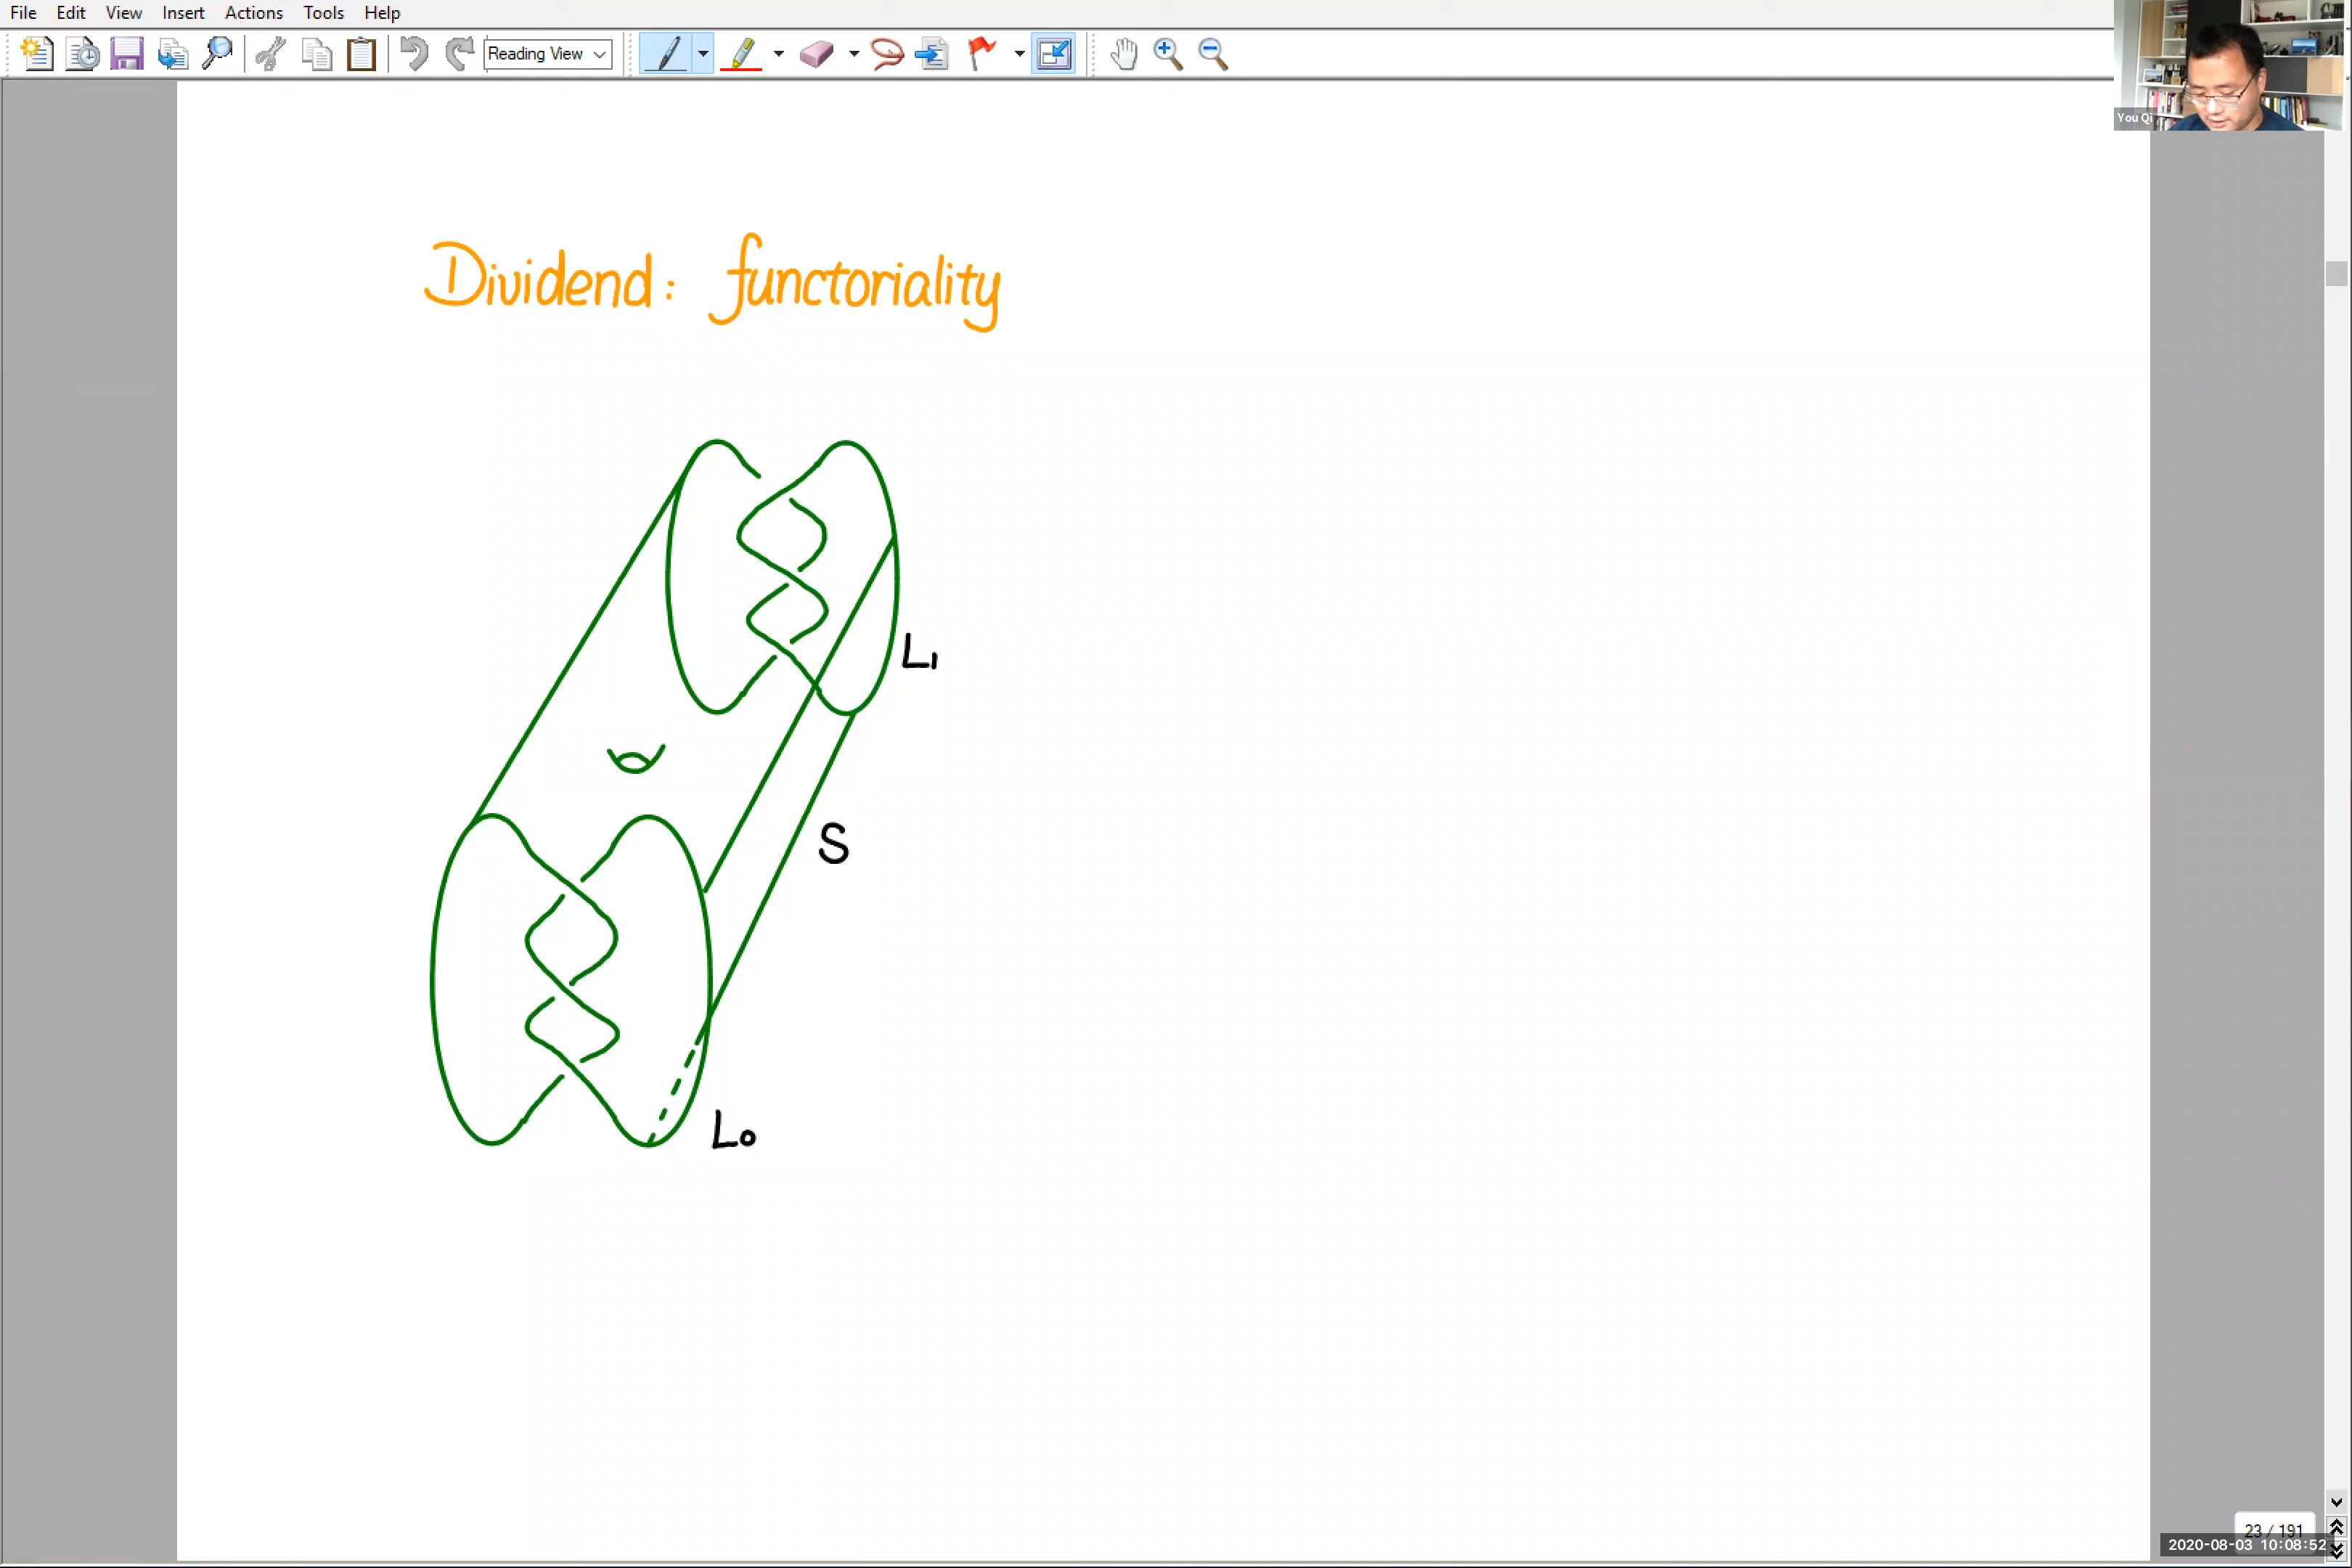 File Edit View Insert Actions Tools Help
Reading View
You Qi
Dividend: functoriality
L1
S
L0
23 / 191
2020-08-03 10:08:52